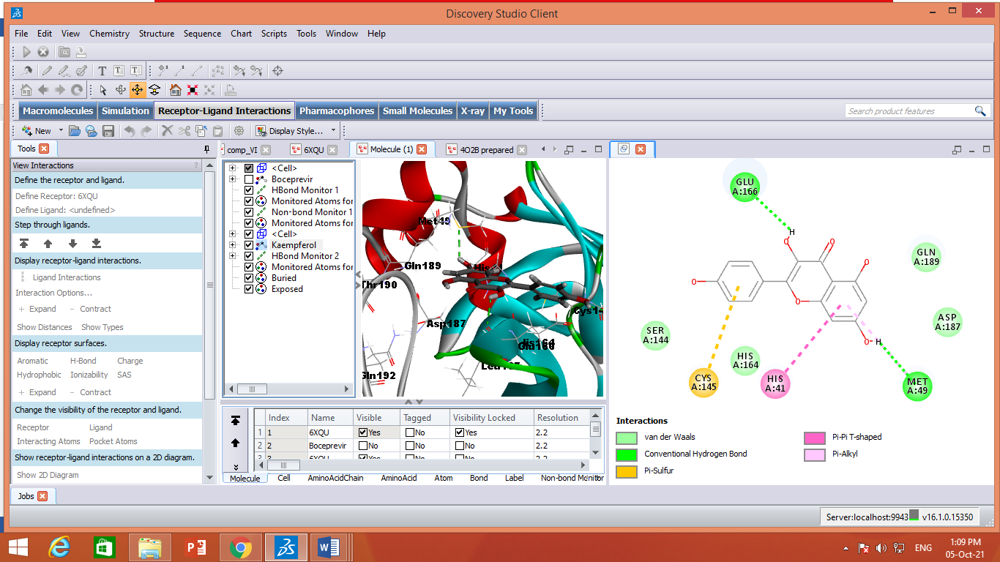 Discovery Studio Client
File Edit View Chemistry Structure Sequence Chart Scripts Tools Window Help
Macromolecules Simulation Receptor-Ligand Interactions Pharmacophores Small Molecules X-ray My Tools
Search product features
New Display Style...
Tools
comp_VI 6XQU Molecule (1) 4O2B prepared
View Interactions ?
Define the receptor and ligand.
Define Receptor: 6XQU
Define Ligand: <undefined>
Step through ligands.
Display receptor-ligand interactions.
Ligand Interactions
Interaction Options...
+ Expand - Contract
Show Distances Show Types
Display receptor surfaces.
Aromatic H-Bond Charge
Hydrophobic Ionizability SAS
+ Expand - Contract
Change the visibility of the receptor and ligand.
Receptor Ligand
Interacting Atoms Pocket Atoms
Show receptor-ligand interactions on a 2D diagram.
Show 2D Diagram
<Cell>
Boceprevir
HBond Monitor 1
Monitored Atoms for
Non-bond Monitor 1
Monitored Atoms for
<Cell>
Kaempferol
HBond Monitor 2
Monitored Atoms for
Buried
Exposed
Met49
Gln189
His
Thr190
Cys14
Asp187
Gln192
Index Name Visible Tagged Visibility Locked Resolution
1 1 6XQU Yes No Yes 2.2
2 2 Boceprevir No No No 2.2
3 3 6XQU Yes No No 2.2
Molecule Cell AminoAcidChain AminoAcid Atom Bond Label Non-bond Monitor
GLU
A:166
H
O
O
O
O
O
O
H
GLN
A:189
ASP
A:187
SER
A:144
HIS
A:164
CYS
A:145
HIS
A:41
MET
A:49
Interactions
van der Waals
Conventional Hydrogen Bond
Pi-Sulfur
Pi-Pi T-shaped
Pi-Alkyl
Jobs
Server:localhost:9943 v16.1.0.15350
ENG
1:09 PM
05-Oct-21